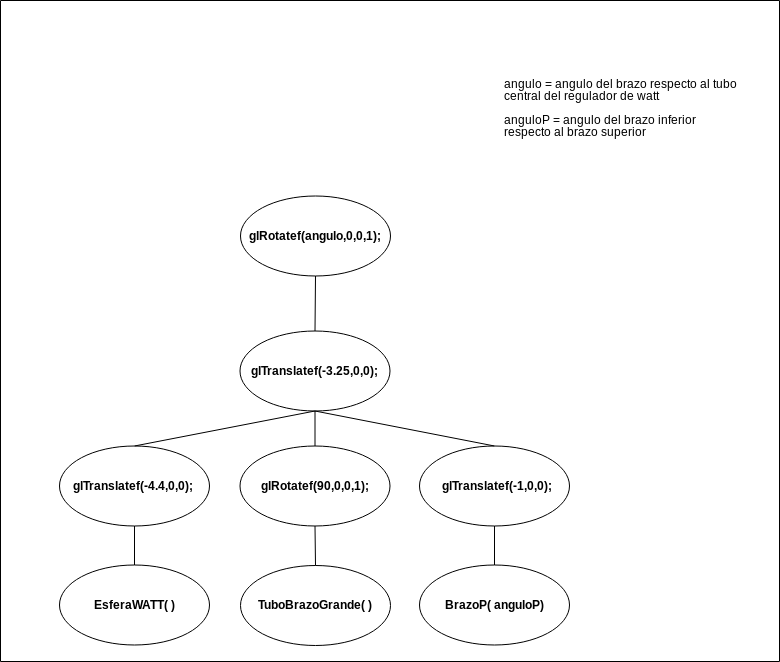 angulo = angulo del brazo respecto al tubo
central del regulador de watt
anguloP = angulo del brazo inferior
respecto al brazo superior
glRotatef(angulo,0,0,1);
glTranslatef(-3.25,0,0);
glTranslatef(-4.4,0,0);
glRotatef(90,0,0,1);
glTranslatef(-1,0,0);
EsferaWATT( )
TuboBrazoGrande( )
BrazoP( anguloP)